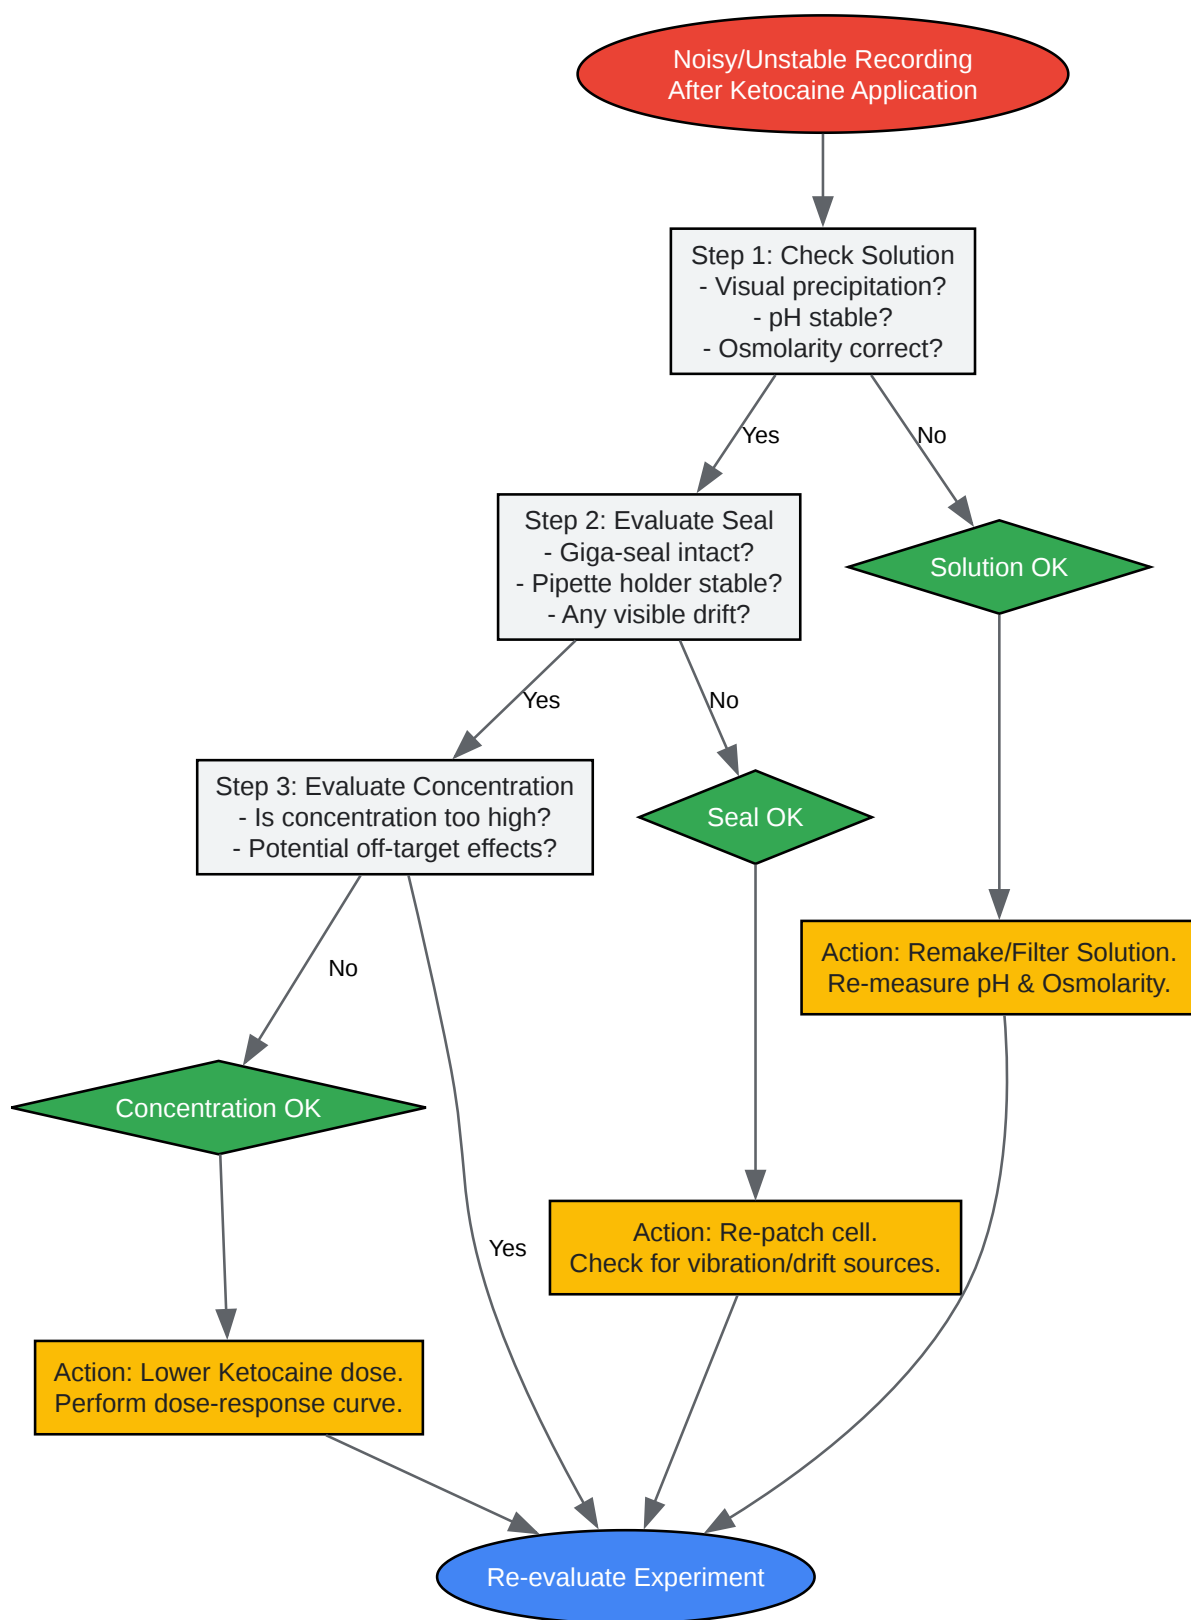 Noisy/Unstable Recording
After Ketocaine Application
Step 1: Check Solution
- Visual precipitation?
- pH stable?
- Osmolarity correct?
Yes
No
Step 2: Evaluate Seal
- Giga-seal intact?
- Pipette holder stable?
- Any visible drift?
Solution OK
Yes
No
Step 3: Evaluate Concentration
- Is concentration too high?
- Potential off-target effects?
Seal OK
Action: Remake/Filter Solution.
Re-measure pH & Osmolarity.
No
Concentration OK
Yes
Action: Re-patch cell.
Check for vibration/drift sources.
Action: Lower Ketocaine dose.
Perform dose-response curve.
Re-evaluate Experiment